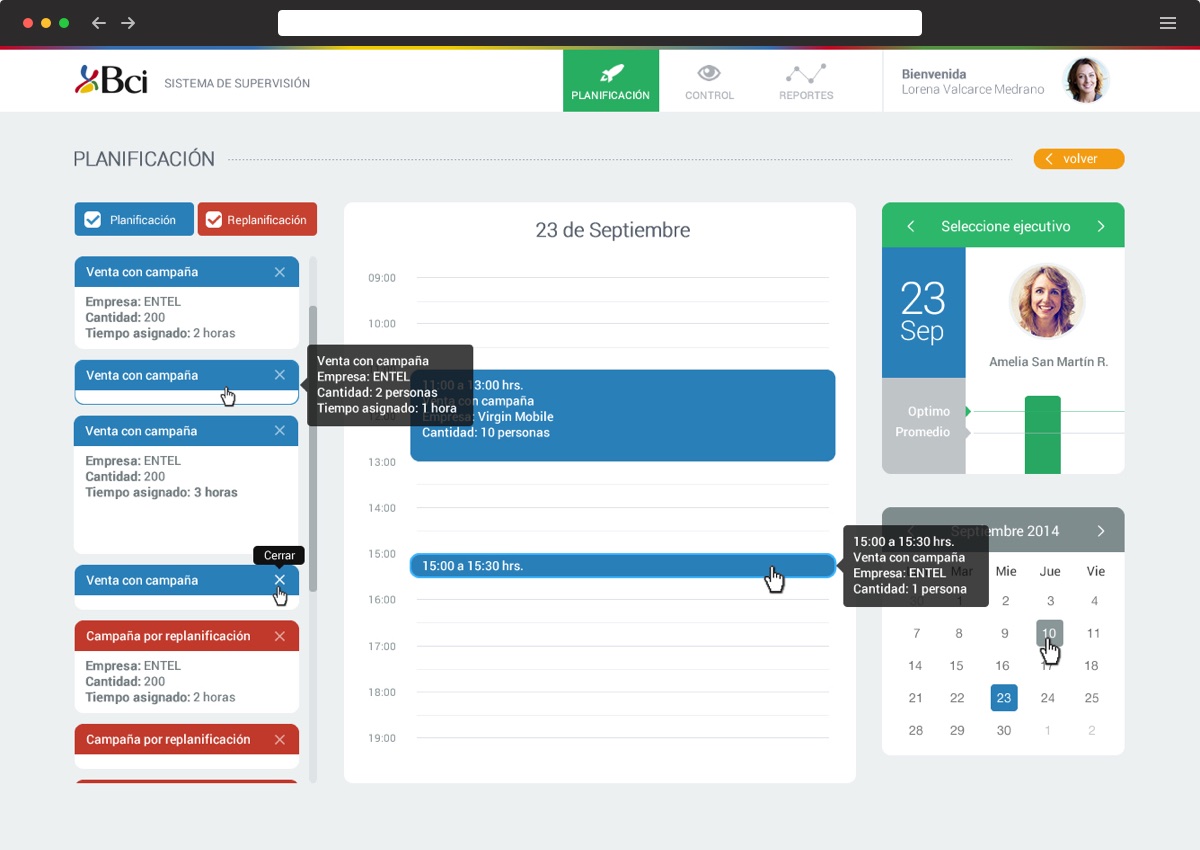 Bci
SISTEMA DE SUPERVISIÓN
PLANIFICACIÓN
CONTROL
REPORTES
Bienvenida
Lorena Valcarce Medrano
PLANIFICACIÓN
volver
Planificación
Replanificación
Venta con campaña
Empresa: ENTEL
Cantidad: 200
Tiempo asignado: 2 horas
Venta con campaña
Venta con campaña
Empresa: ENTEL
Cantidad: 2 personas
Tiempo asignado: 1 hora
Venta con campaña
Empresa: ENTEL
Cantidad: 200
Tiempo asignado: 3 horas
Cerrar
Venta con campaña
Campaña por replanificación
Empresa: ENTEL
Cantidad: 200
Tiempo asignado: 2 horas
Campaña por replanificación
23 de Septiembre
09:00
10:00
11:00 a 13:00 hrs.
Venta con campaña
Empresa: Virgin Mobile
Cantidad: 10 personas
13:00
14:00
15:00
15:00 a 15:30 hrs.
16:00
17:00
18:00
19:00
15:00 a 15:30 hrs.
Venta con campaña
Empresa: ENTEL
Cantidad: 1 persona
Seleccione ejecutivo
23
Sep
Amelia San Martín R.
Optimo
Promedio
Septiembre 2014
Mar Mie Jue Vie
1 2 3 4
7 8 9 10 11
14 15 16 17 18
21 22 23 24 25
28 29 30 1 2